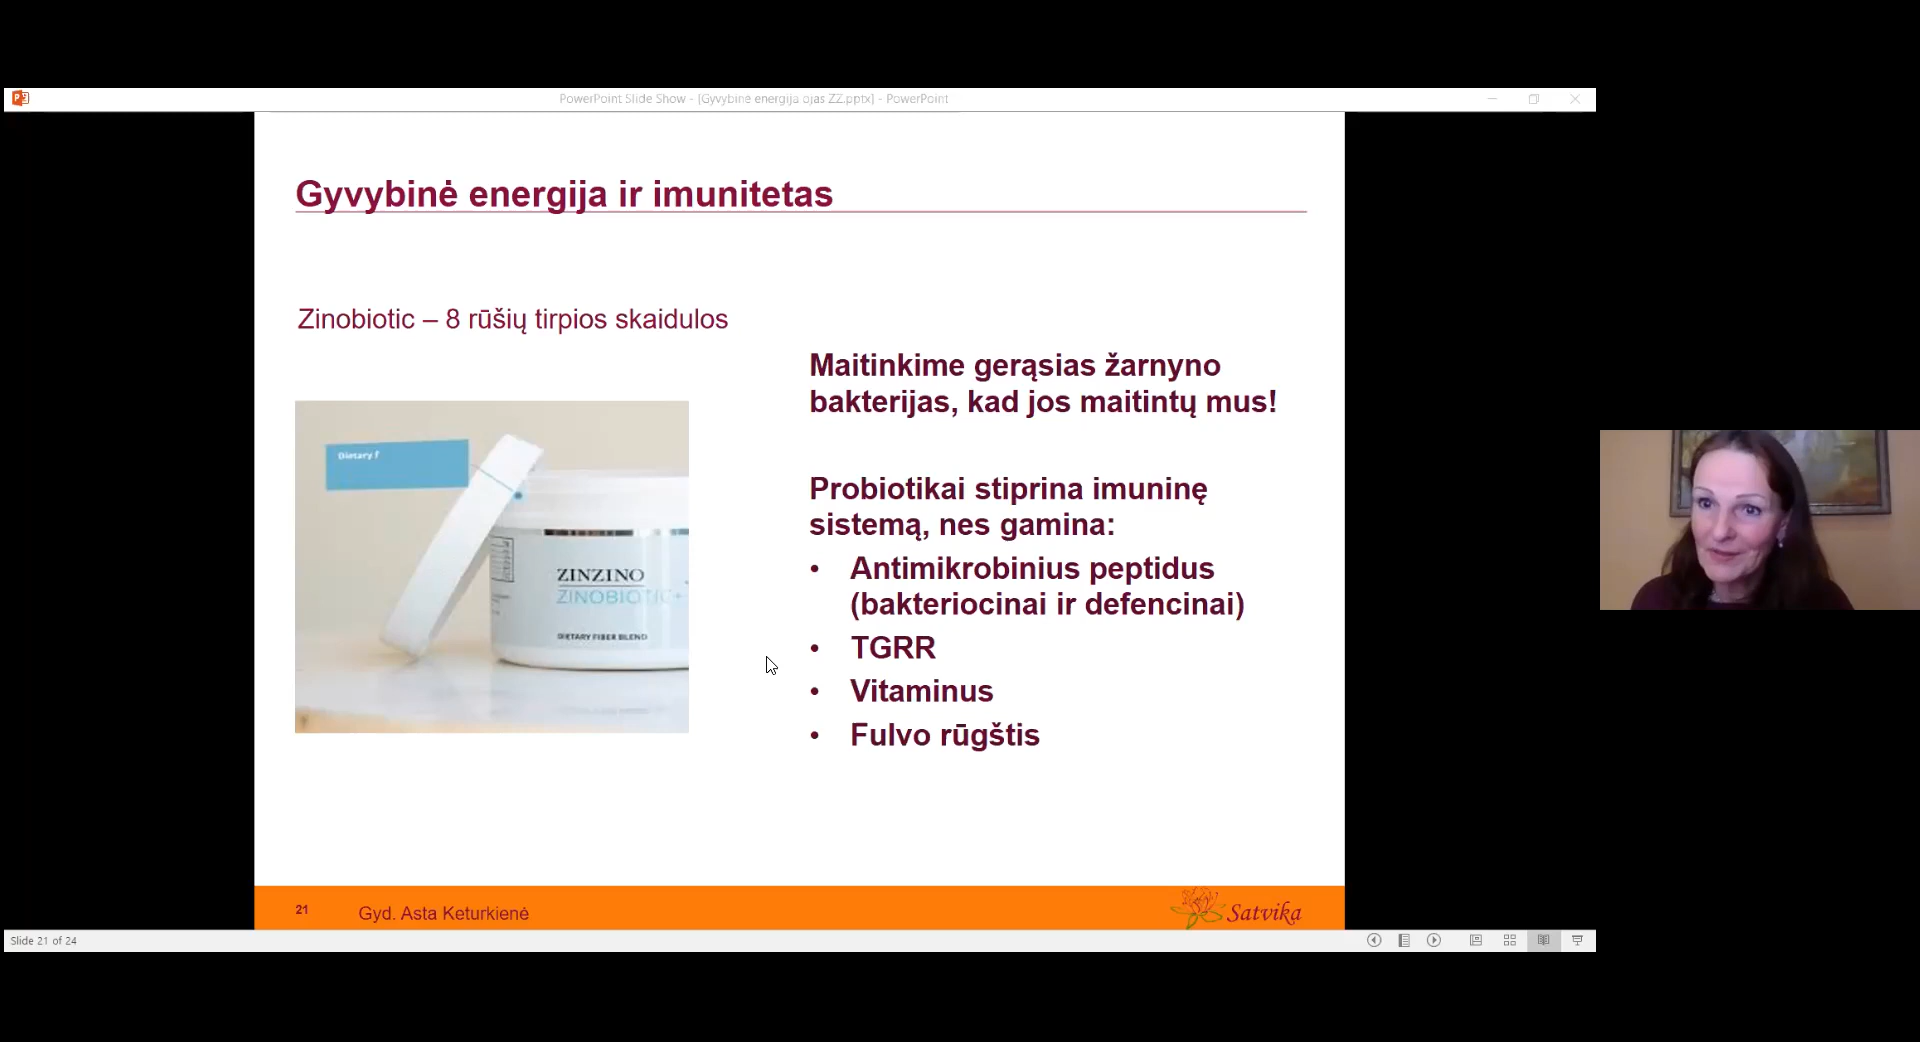 PowerPoint Slide Show - [Gyvybinė energija ojas ZZ.pptx] - PowerPoint
Gyvybinė energija ir imunitetas
Zinobiotic – 8 rūšių tirpios skaidulos
Maitinkime gerąsias žarnyno
bakterijas, kad jos maitintų mus!
Dietary f
Probiotikai stiprina imuninę
sistemą, nes gamina:
• Antimikrobinius peptidus
(bakteriocinai ir defencinai)
• TGRR
• Vitaminus
• Fulvo rūgštis
ZINZINO
ZINOBIOTIC+
DIETARY FIBER BLEND
21
Gyd. Asta Keturkienė
Satvika
Slide 21 of 24